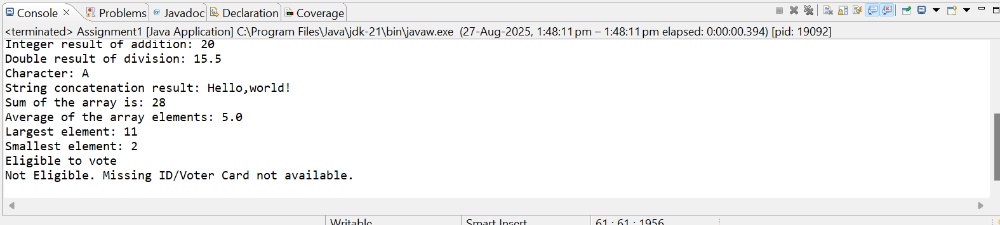 Console Problems Javadoc Declaration Coverage
<terminated> Assignment1 [Java Application] C:\Program Files\Java\jdk-21\bin\javaw.exe (27-Aug-2025, 1:48:11 pm – 1:48:11 pm elapsed: 0:00:00.394) [pid: 19092]
Integer result of addition: 20
Double result of division: 15.5
Character: A
String concatenation result: Hello,world!
Sum of the array is: 28
Average of the array elements: 5.0
Largest element: 11
Smallest element: 2
Eligible to vote
Not Eligible. Missing ID/Voter Card not available.
Writable Smart Insert 61 : 61 : 1956